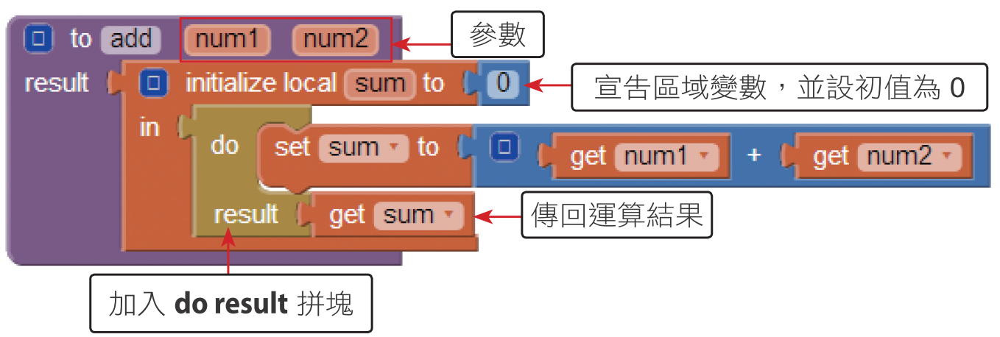 to add num1 num2
參數
result initialize local sum to 0
宣告區域變數，並設初值為 0
in
do set sum to get num1 + get num2
result get sum
傳回運算結果
加入 do result 拼塊